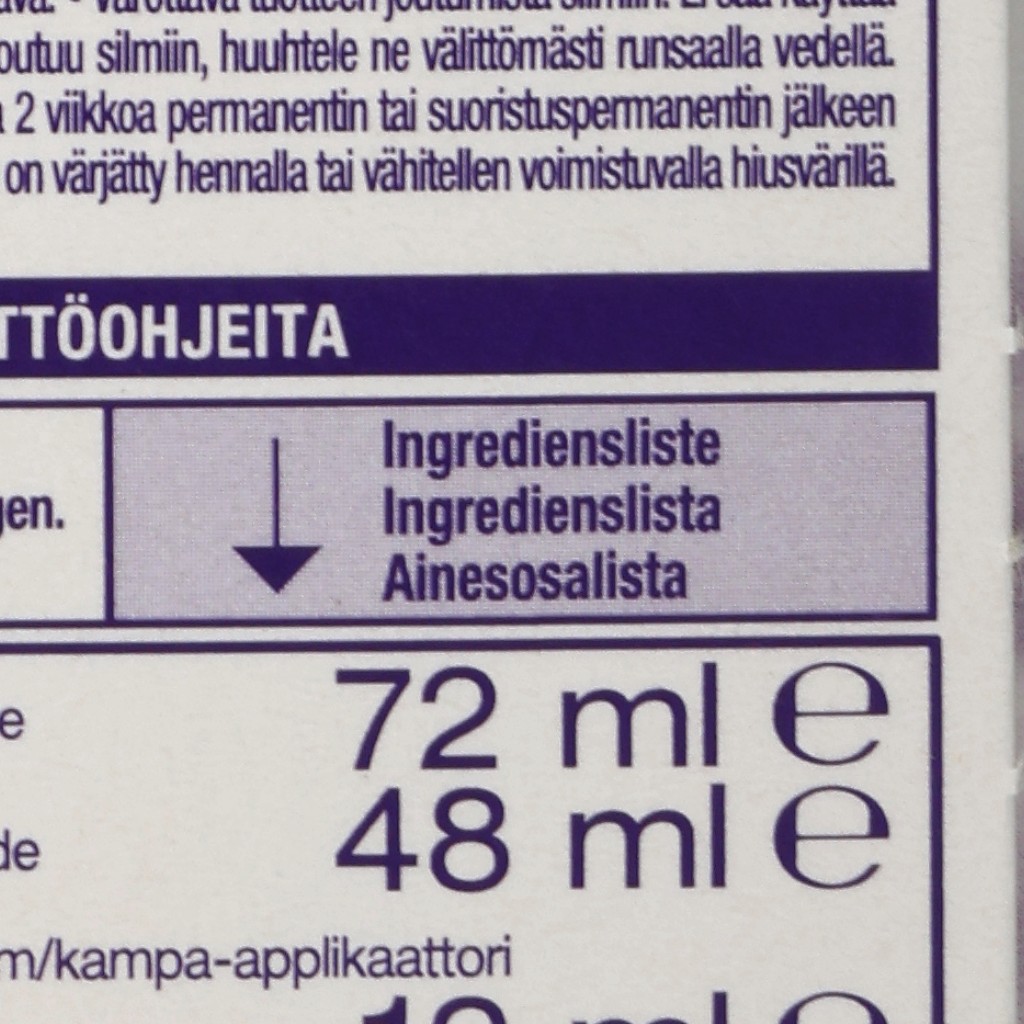 silmiin, huuhtele ne välittömästi runsaalla vedellä.
2 viikkoa permanentin tai suoristuspermanentin jälkeen
on värjätty hennalla tai vähitellen voimistuvalla hiusvärillä.
TTÖOHJEITA
gen.
Ingrediensliste
Ingredienslista
Ainesosalista
e 72 ml ℮
de 48 ml ℮
m/kampa-applikaattori